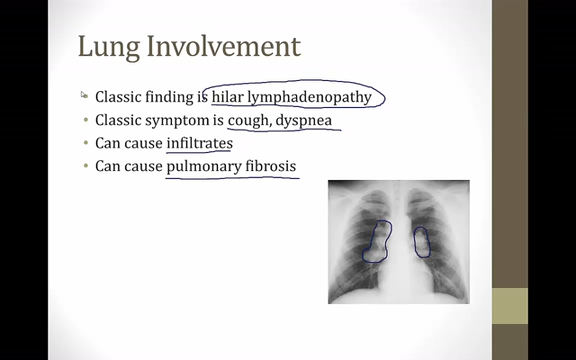 Lung Involvement
• Classic finding is hilar lymphadenopathy
• Classic symptom is cough, dyspnea
• Can cause infiltrates
• Can cause pulmonary fibrosis